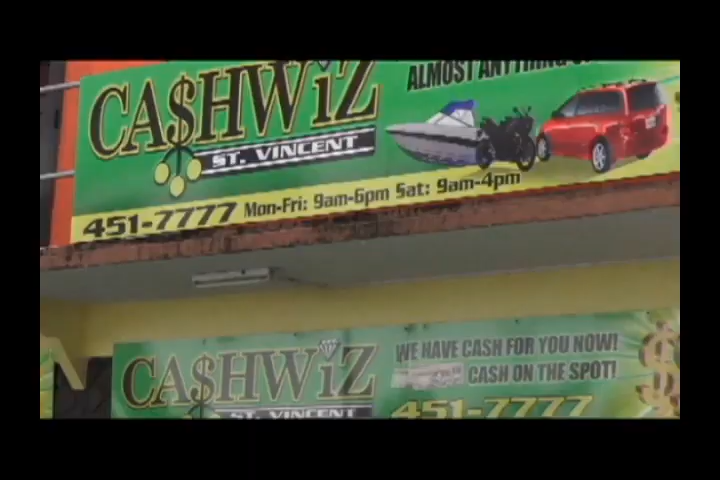 ALMOST ANYTHING
CA$HWiZ
ST. VINCENT
451-7777 Mon-Fri: 9am-6pm Sat: 9am-4pm
CA$HWiZ
ST. VINCENT
WE HAVE CASH FOR YOU NOW!
CASH ON THE SPOT!
451-7777